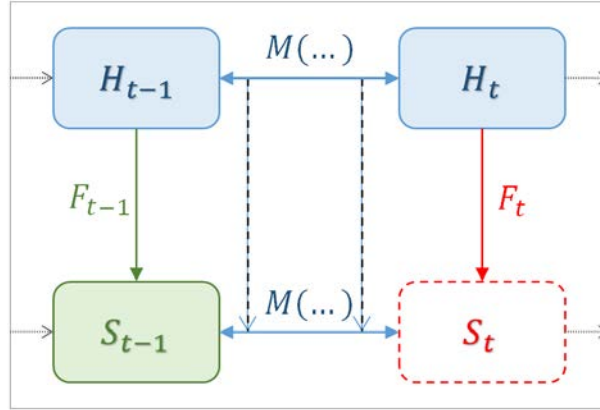 M(...)
H_{t-1}
H_t
F_{t-1}
F_t
M(...)
S_{t-1}
S_t